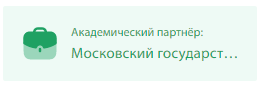 Академический партнёр:
Московский государст...